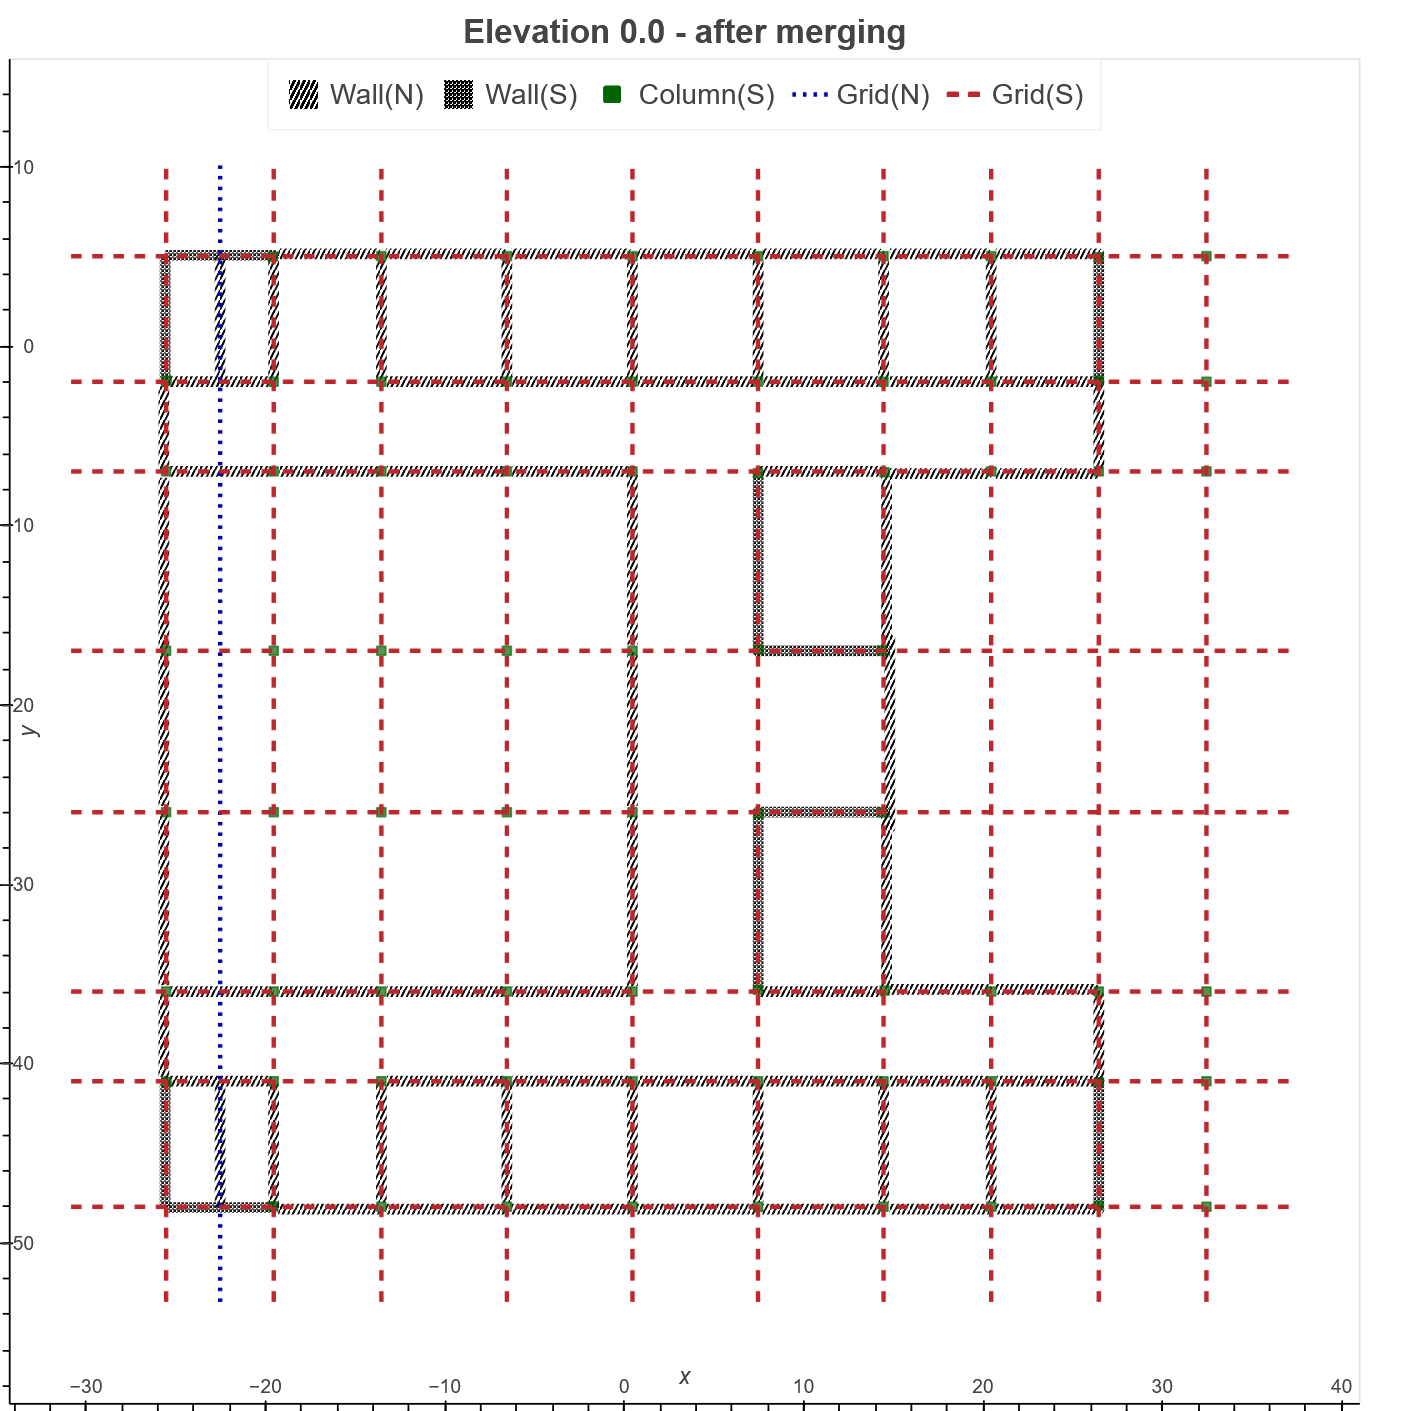 Elevation 0.0 - after merging
Wall(N) Wall(S) Column(S) Grid(N) Grid(S)
10
0
−10
−20
y
−30
−40
−50
x
−30 −20 −10 0 10 20 30 40